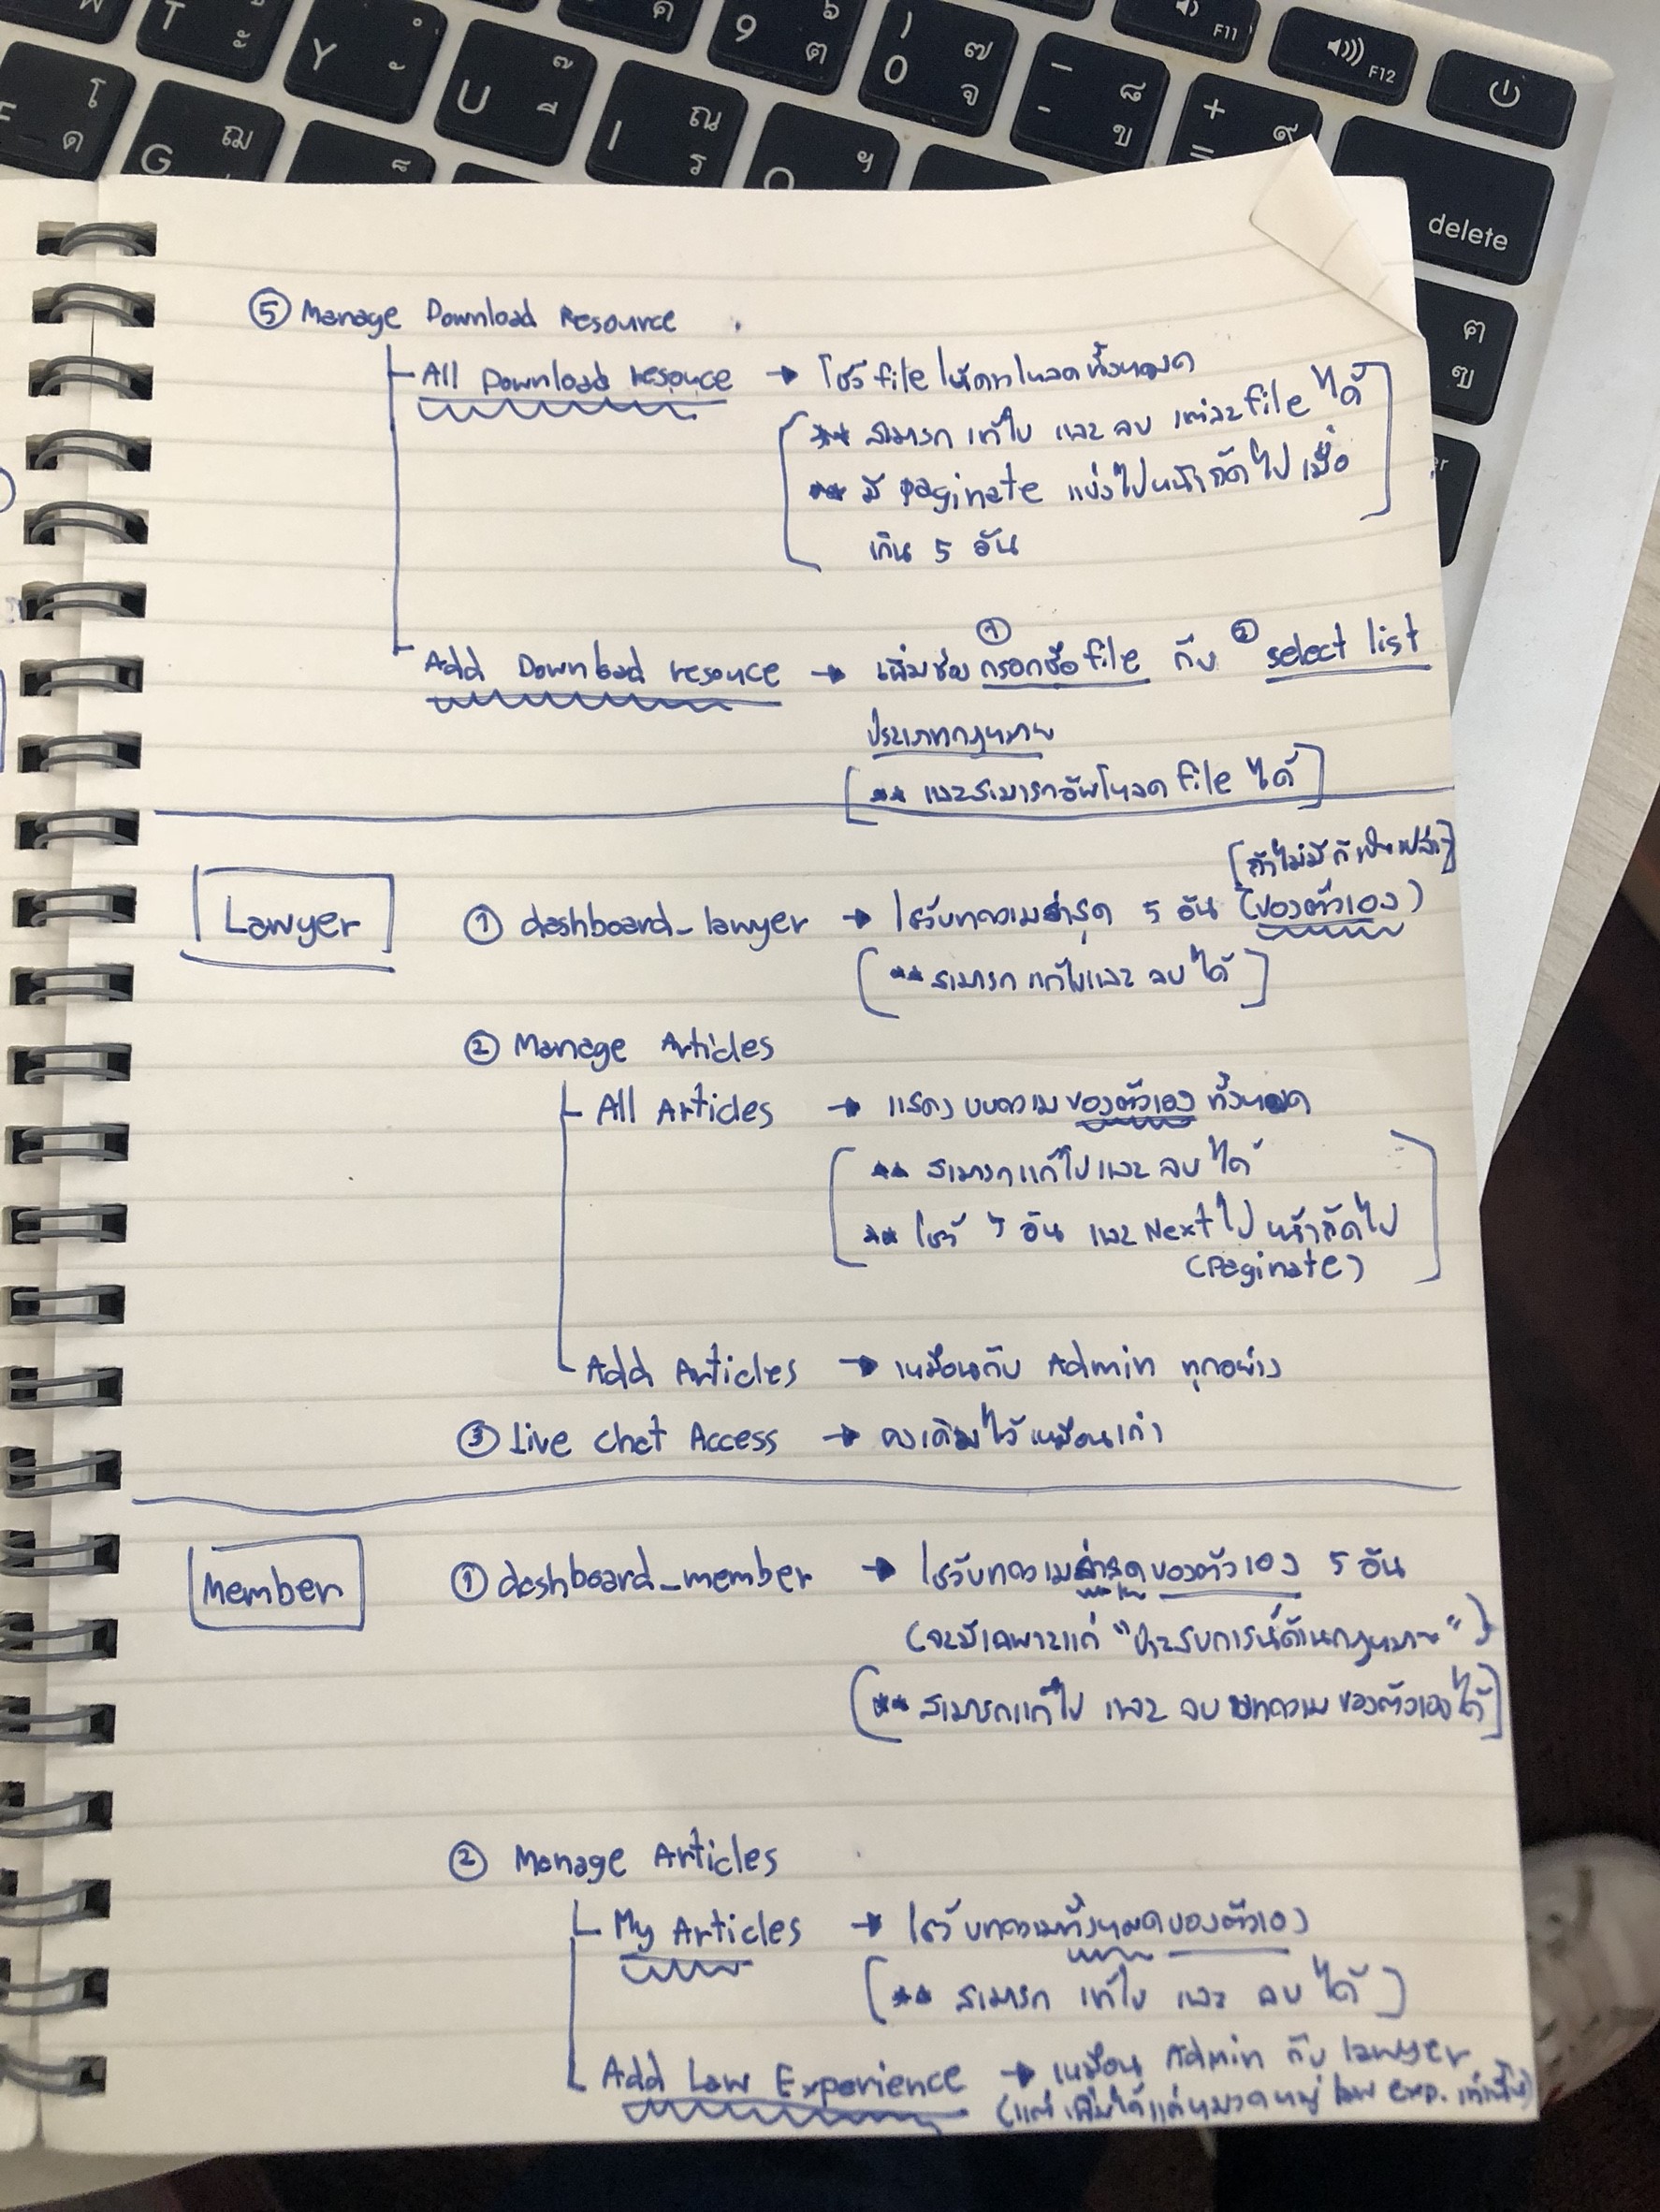 T ะ ั
Y
U ๊ ี
9 ๖ ต
) 0 ๗ จ
— - ๘ ข
+ = ๙
F11
F12
F โ ด
G ฌ
I ณ ร
O ฯ
delete
ฅ ฃ
⑤ Manage Download Resource
All Download resouce → โชว์ file ให้ดาวโหลดทั้งหมด
** สามารถ แก้ไข และ ลบ แต่ละ file ได้
** มี paginate แบ่งไปหน้าถัดไป เมื่อ
เกิน 5 อัน
① ②
Add Download resouce → เพิ่มช่อง กรอกชื่อ file กับ select list
ประเภทกฎหมาย
[** และสามารถอัพโหลด file ได้]
[ถ้าไม่มี ก็เป็นเปล่า]
Lawyer ① dashboard_lawyer → โชว์บทความล่าสุด 5 อัน (ของตัวเอง)
[** สามารถ แก้ไขและ ลบ ได้]
② Manage Articles
All Articles → แสดง บทความ ของตัวเอง ทั้งหมด
** สามารถแก้ไข และ ลบ ได้
** โชว์ 5 อัน และ Next ไป หน้าถัดไป
(Paginate)
Add Articles → เหมือนกับ Admin ทุกอย่าง
③ Live Chat Access → คงเดิมไว้เหมือนเก่า
Member ① dashboard_member → โชว์บทความล่าสุดของตัวเอง 5 อัน
(จะมีเฉพาะแค่ "ประสบการณ์ด้านกฎหมาย")
[** สามารถแก้ไข และ ลบ บทความ ของตัวเองได้]
② Manage Articles
My Articles → โชว์ บทความทั้งหมดของตัวเอง
[** สามารถ แก้ไข และ ลบ ได้]
Add Law Experience → เหมือน Admin กับ lawyer
(แต่ เพิ่มได้แค่หมวดหมู่ law exp. เท่านั้น)